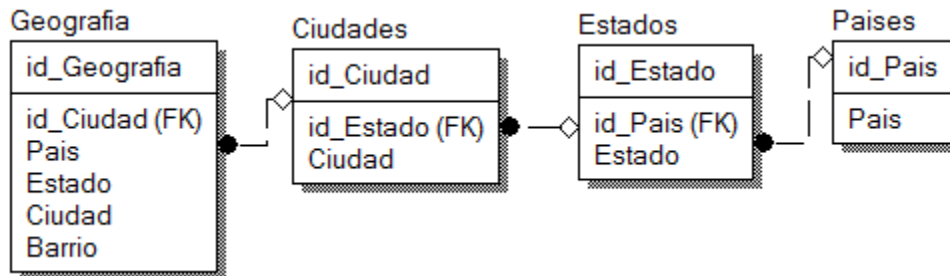 Geografia
id_Geografia
id_Ciudad (FK)
Pais
Estado
Ciudad
Barrio
Ciudades
id_Ciudad
id_Estado (FK)
Ciudad
Estados
id_Estado
id_Pais (FK)
Estado
Paises
id_Pais
Pais